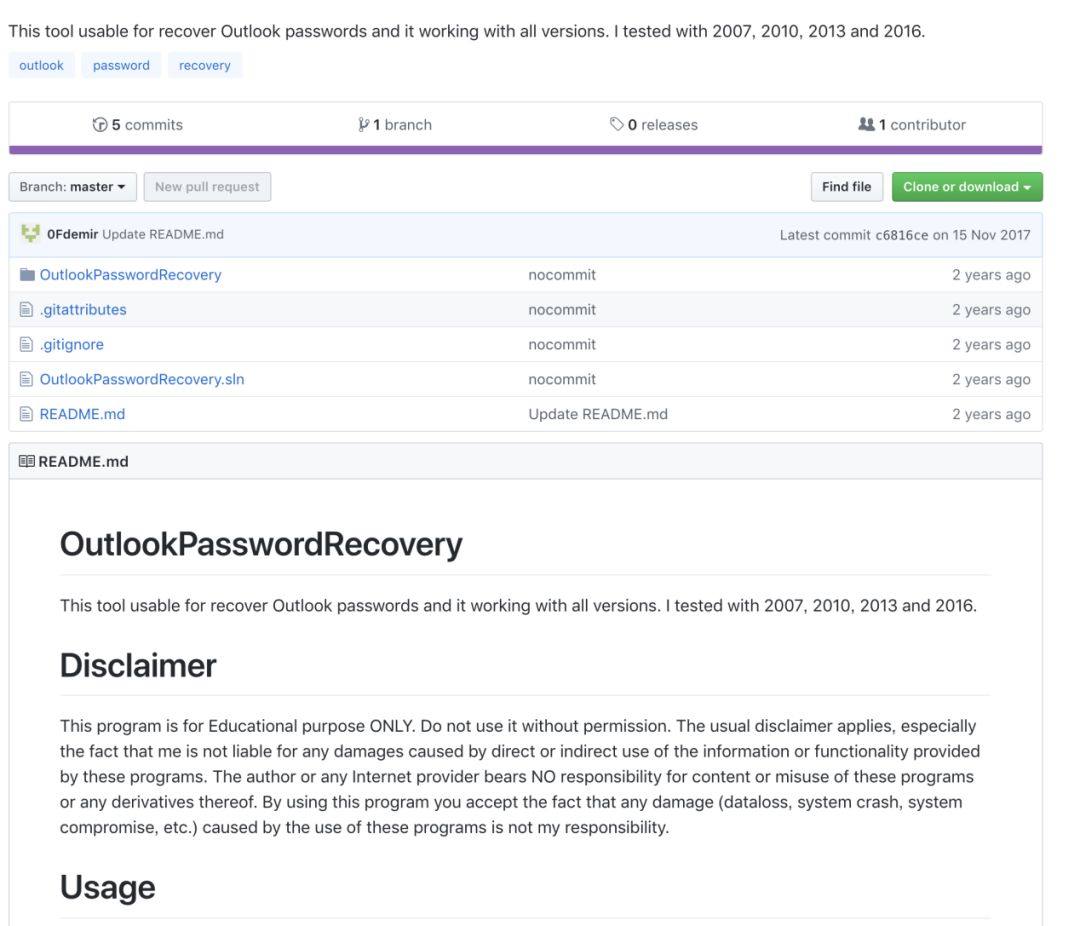 This tool usable for recover Outlook passwords and it working with all versions. I tested with 2007, 2010, 2013 and 2016.
outlook password recovery
5 commits 1 branch 0 releases 1 contributor
Branch: master New pull request Find file Clone or download
0Fdemir Update README.md Latest commit c6816ce on 15 Nov 2017
OutlookPasswordRecovery nocommit 2 years ago
.gitattributes nocommit 2 years ago
.gitignore nocommit 2 years ago
OutlookPasswordRecovery.sln nocommit 2 years ago
README.md Update README.md 2 years ago
README.md
OutlookPasswordRecovery
This tool usable for recover Outlook passwords and it working with all versions. I tested with 2007, 2010, 2013 and 2016.
Disclaimer
This program is for Educational purpose ONLY. Do not use it without permission. The usual disclaimer applies, especially
the fact that me is not liable for any damages caused by direct or indirect use of the information or functionality provided
by these programs. The author or any Internet provider bears NO responsibility for content or misuse of these programs
or any derivatives thereof. By using this program you accept the fact that any damage (dataloss, system crash, system
compromise, etc.) caused by the use of these programs is not my responsibility.
Usage